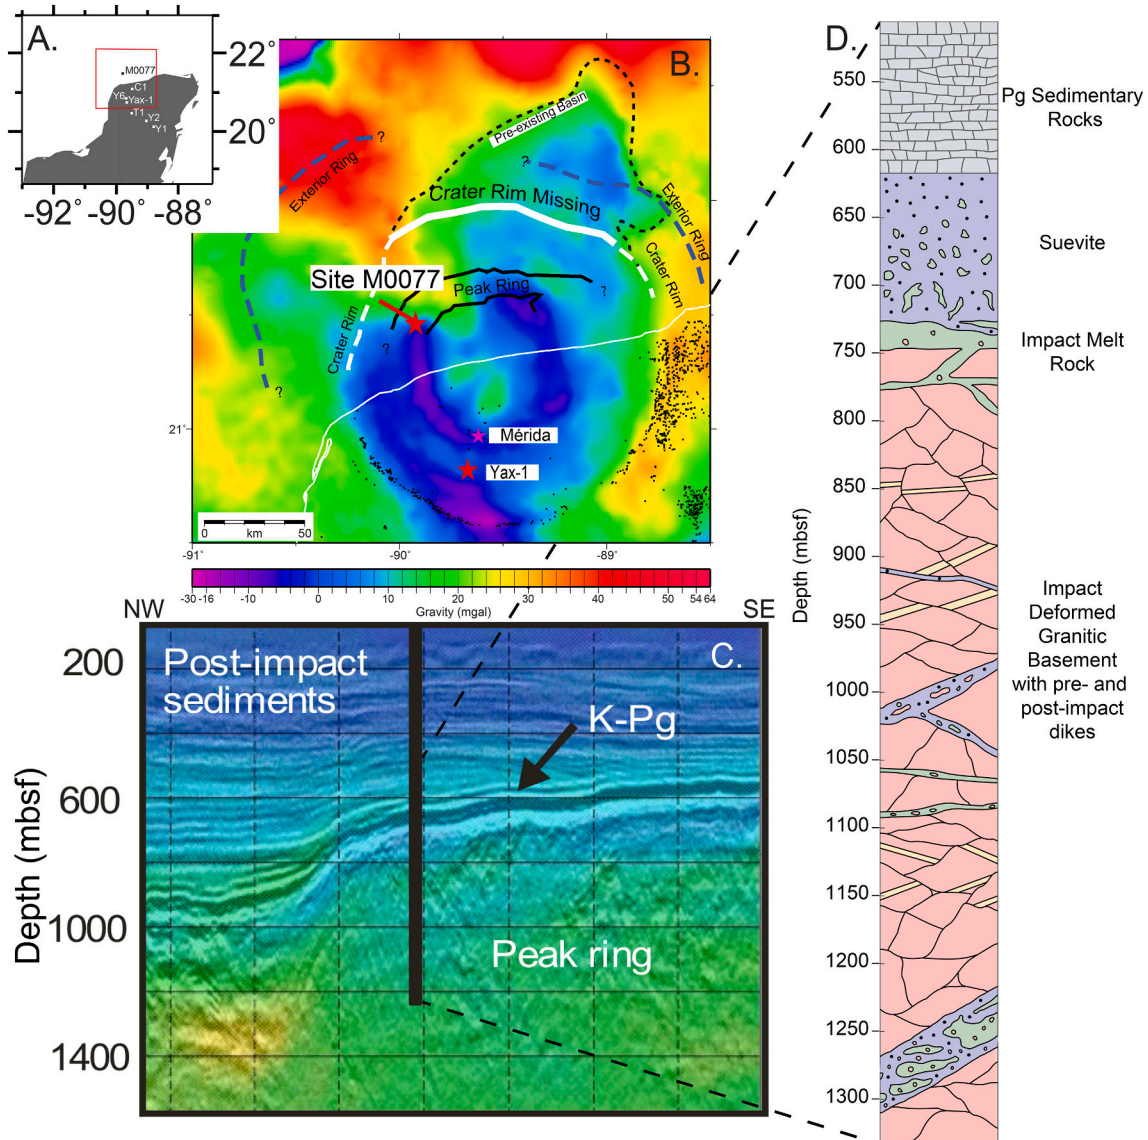 A.
22°
20°
-92°
-90°
-88°
M0077
C1
Y6
Yax-1
T1
Y2
Y1
B.
Pre-existing Basin
?
Exterior Ring
?
Crater Rim Missing
Exterior Ring
Site M0077
Peak Ring
?
Crater Rim
Crater Rim
?
?
21°
Mérida
Yax-1
0 km 50
-91° -90° -89°
-30 -16 -10 0 10 20 30 40 50 54 64
Gravity (mgal)
NW
SE
C.
Post-impact
sediments
K-Pg
Peak ring
Depth (mbsf)
200
600
1000
1400
D.
Depth (mbsf)
550
600
650
700
750
800
850
900
950
1000
1050
1100
1150
1200
1250
1300
Pg Sedimentary
Rocks
Suevite
Impact Melt
Rock
Impact
Deformed
Granitic
Basement
with pre- and
post-impact
dikes